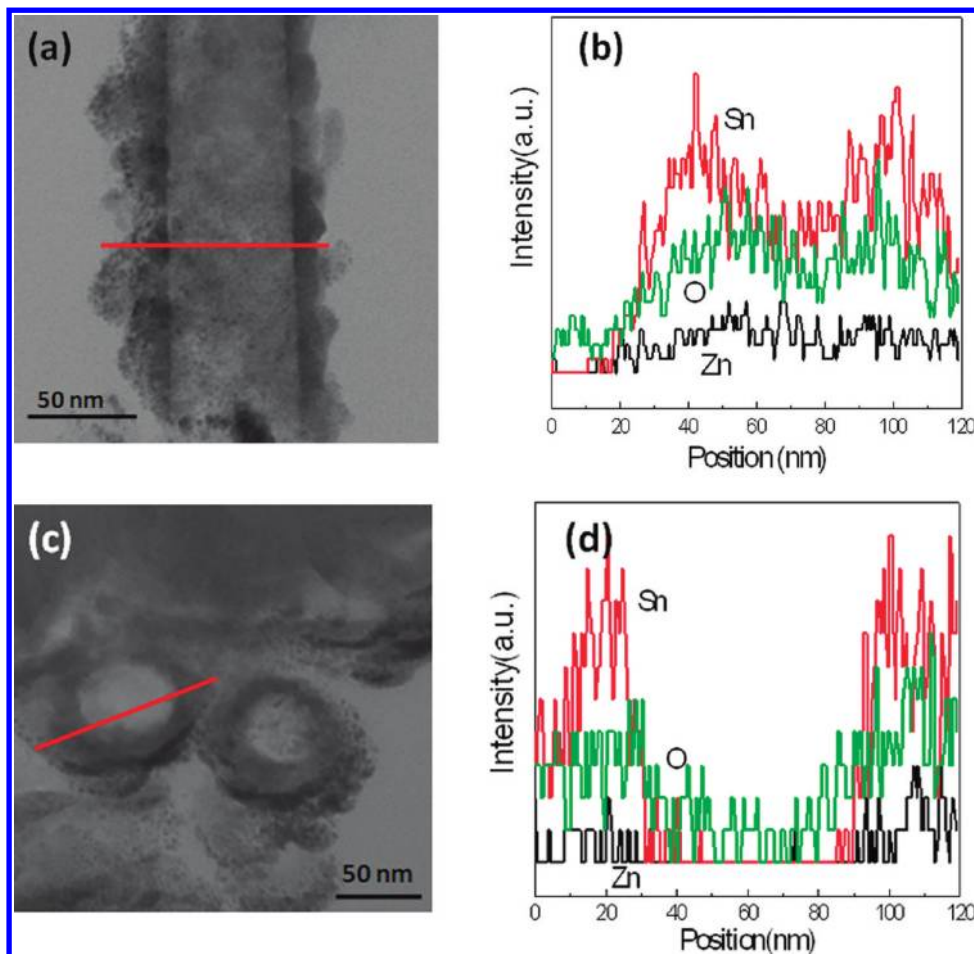 (a)
50 nm
(b)
Intensity(a.u.)
Sn
O
Zn
0 20 40 60 80 100 120
Position (nm)
(c)
50 nm
(d)
Intensity(a.u.)
Sn
O
Zn
0 20 40 60 80 100 120
Position(nm)